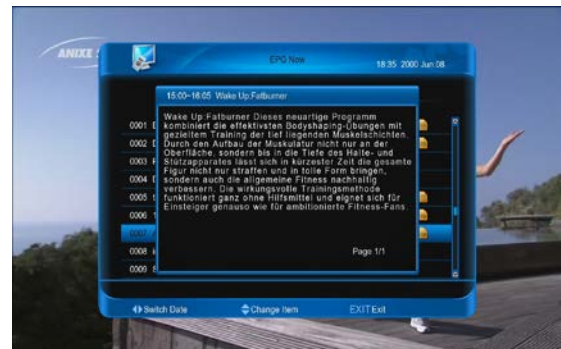 ANIXE
EPG Now
18:35 2000 Jun 08
15:00~16:05 Wake Up:Fatburner
Wake Up:Fatburner Dieses neuartige Programm
kombiniert die effektivsten Bodyshaping-Übungen mit
gezieltem Training der tief liegenden Muskelschichten.
Durch den Aufbau der Muskulatur nicht nur an der
Oberfläche, sondern bis in die Tiefe des Halte- und
Stützapparates lässt sich in kürzester Zeit die gesamte
Figur nicht nur straffen und in tolle Form bringen,
sondern auch die allgemeine Fitness nachhaltig
verbessern. Die wirkungsvolle Trainingsmethode
funktioniert ganz ohne Hilfsmittel und eignet sich für
Einsteiger genauso wie für ambitionierte Fitness-Fans.
0001
0002
0003
0004
0005
0006
0007
0008
0009
Page 1/1
Switch Date
Change Item
EXIT Exit